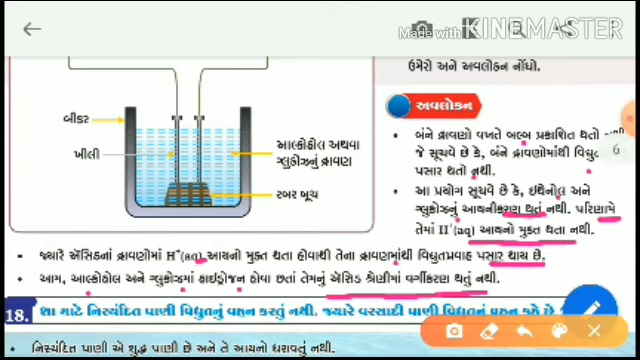 Made with KINEMASTER
ઉમેરો અને અવલોકન નોંધો.
બીકર
ખીલી
આલ્કોહોલ અથવા
ગ્લુકોઝનું દ્રાવણ
રબર બૂચ
અવલોકન
• બંને દ્રાવણો વખતે બલ્બ પ્રકાશિત થતો
જે સૂચવે છે કે, બંને દ્રાવણોમાંથી વિદ્યુત
પસાર થતો નથી.
6
• આ પ્રયોગ સૂચવે છે કે, ઇથેનોલ અને
ગ્લુકોઝનું આયનીકરણ થતું નથી. પરિણામે
તેમાં H⁺(aq) આયનો મુક્ત થતા નથી.
• જ્યારે ઍસિડનાં દ્રાવણોમાં H⁺(aq) આયનો મુક્ત થતા હોવાથી તેના દ્રાવણમાંથી વિદ્યુતપ્રવાહ પસાર થાય છે.
• આમ, આલ્કોહોલ અને ગ્લુકોઝમાં હાઈડ્રોજન હોવા છતાં તેમનું ઍસિડ શ્રેણીમાં વર્ગીકરણ થતું નથી.
18. શા માટે નિસ્યંદિત પાણી વિદ્યુતનું વહન કરતું નથી. જ્યારે વરસાદી પાણી વિદ્યુતનું વહન કરે છે
• નિસ્યંદિત પાણી એ શુદ્ધ પાણી છે અને તે આયનો ધરાવતું નથી.